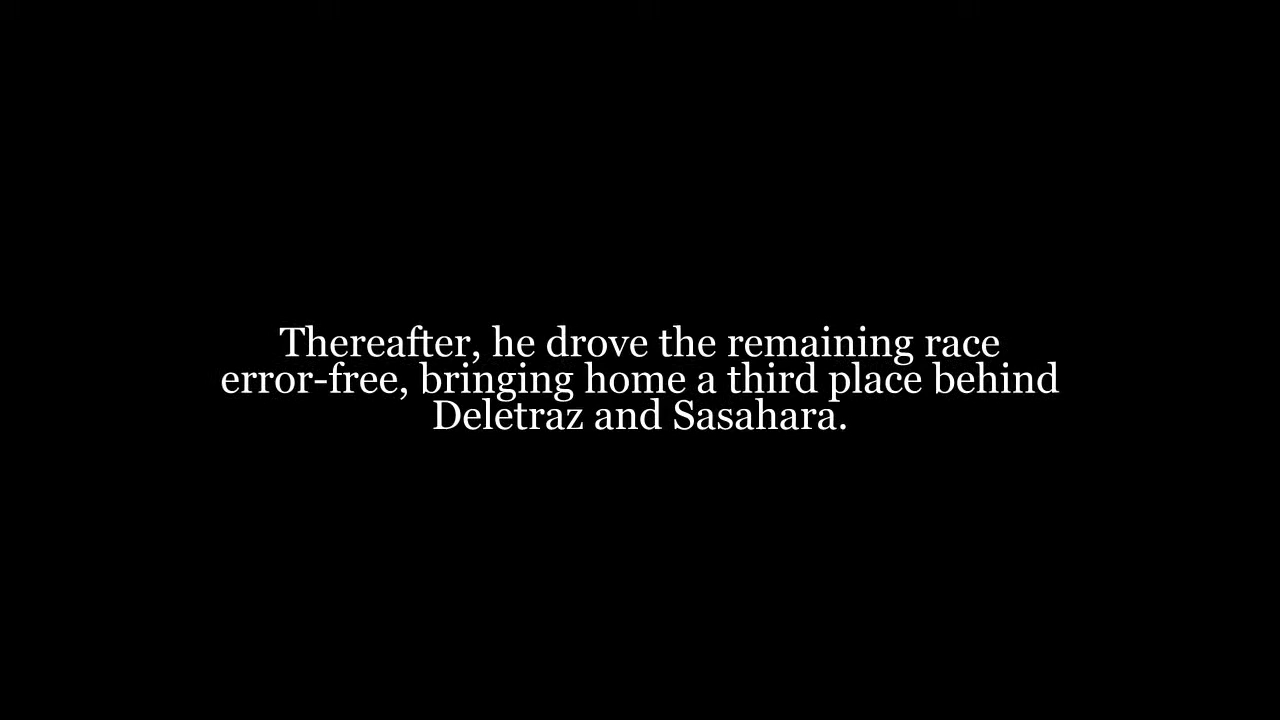 Thereafter, he drove the remaining race
error-free, bringing home a third place behind
Deletraz and Sasahara.